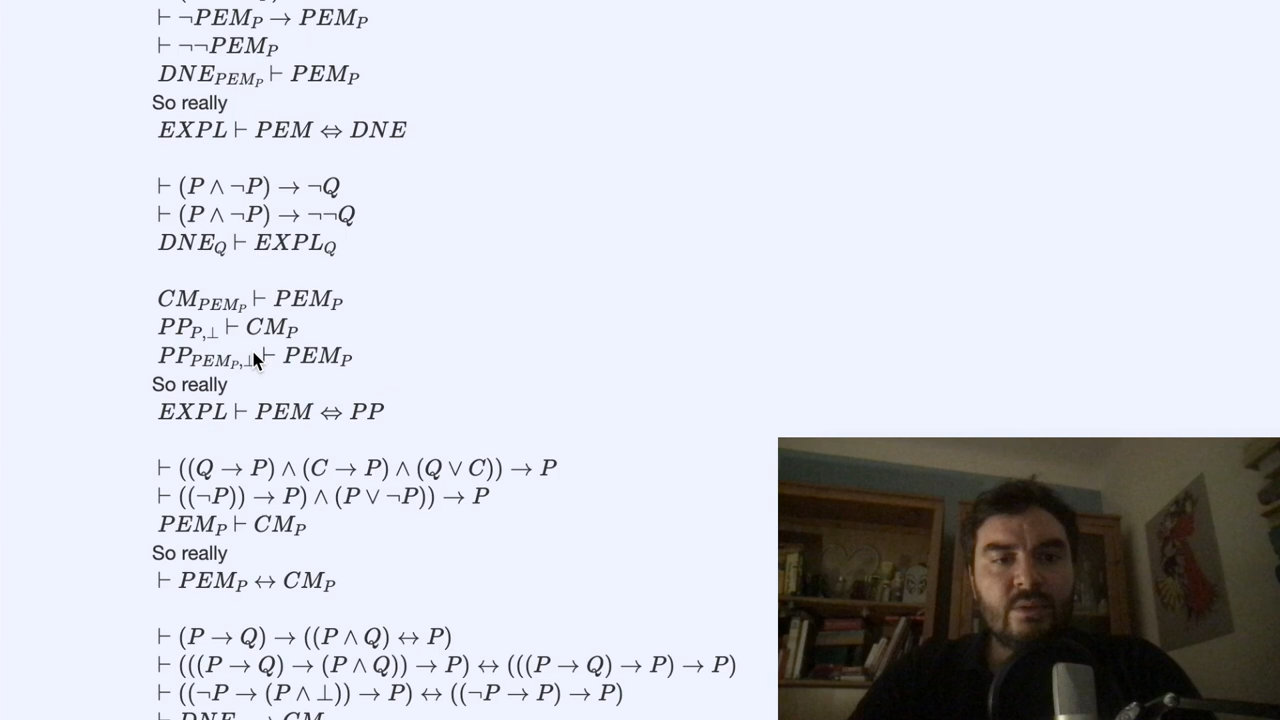 ⊢ ¬PEM_P → PEM_P
⊢ ¬¬PEM_P
DNE_{PEM_P} ⊢ PEM_P
So really
EXPL ⊢ PEM ⇔ DNE
⊢ (P ∧ ¬P) → ¬Q
⊢ (P ∧ ¬P) → ¬¬Q
DNE_Q ⊢ EXPL_Q
CM_{PEM_P} ⊢ PEM_P
PP_{P,⊥} ⊢ CM_P
PP_{PEM_P,⊥} ⊢ PEM_P
So really
EXPL ⊢ PEM ⇔ PP
⊢ ((Q → P) ∧ (C → P) ∧ (Q ∨ C)) → P
⊢ ((¬P)) → P) ∧ (P ∨ ¬P)) → P
PEM_P ⊢ CM_P
So really
⊢ PEM_P ↔ CM_P
⊢ (P → Q) → ((P ∧ Q) ↔ P)
⊢ (((P → Q) → (P ∧ Q)) → P) ↔ (((P → Q) → P) → P)
⊢ ((¬P → (P ∧ ⊥)) → P) ↔ ((¬P → P) → P)